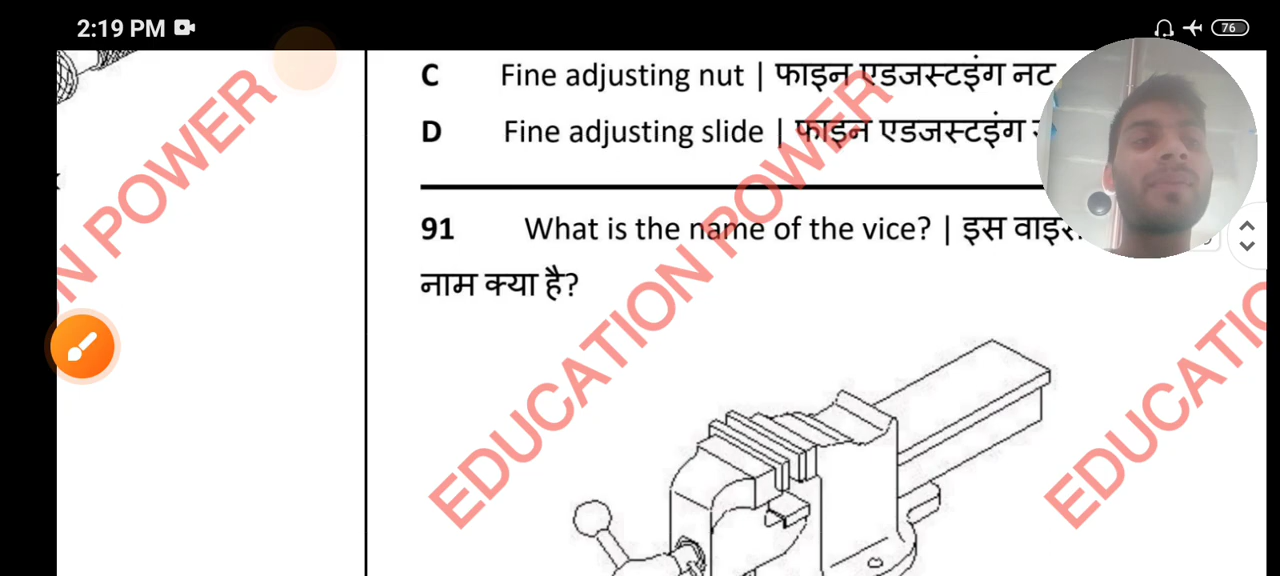 2:19 PM
76
C Fine adjusting nut | फाइन एडजस्टइंग नट
D Fine adjusting slide | फाइन एडजस्टइंग
91 What is the name of the vice? | इस
नाम क्या है?
EDUCATION POWER
N POWER
EDUCATIO